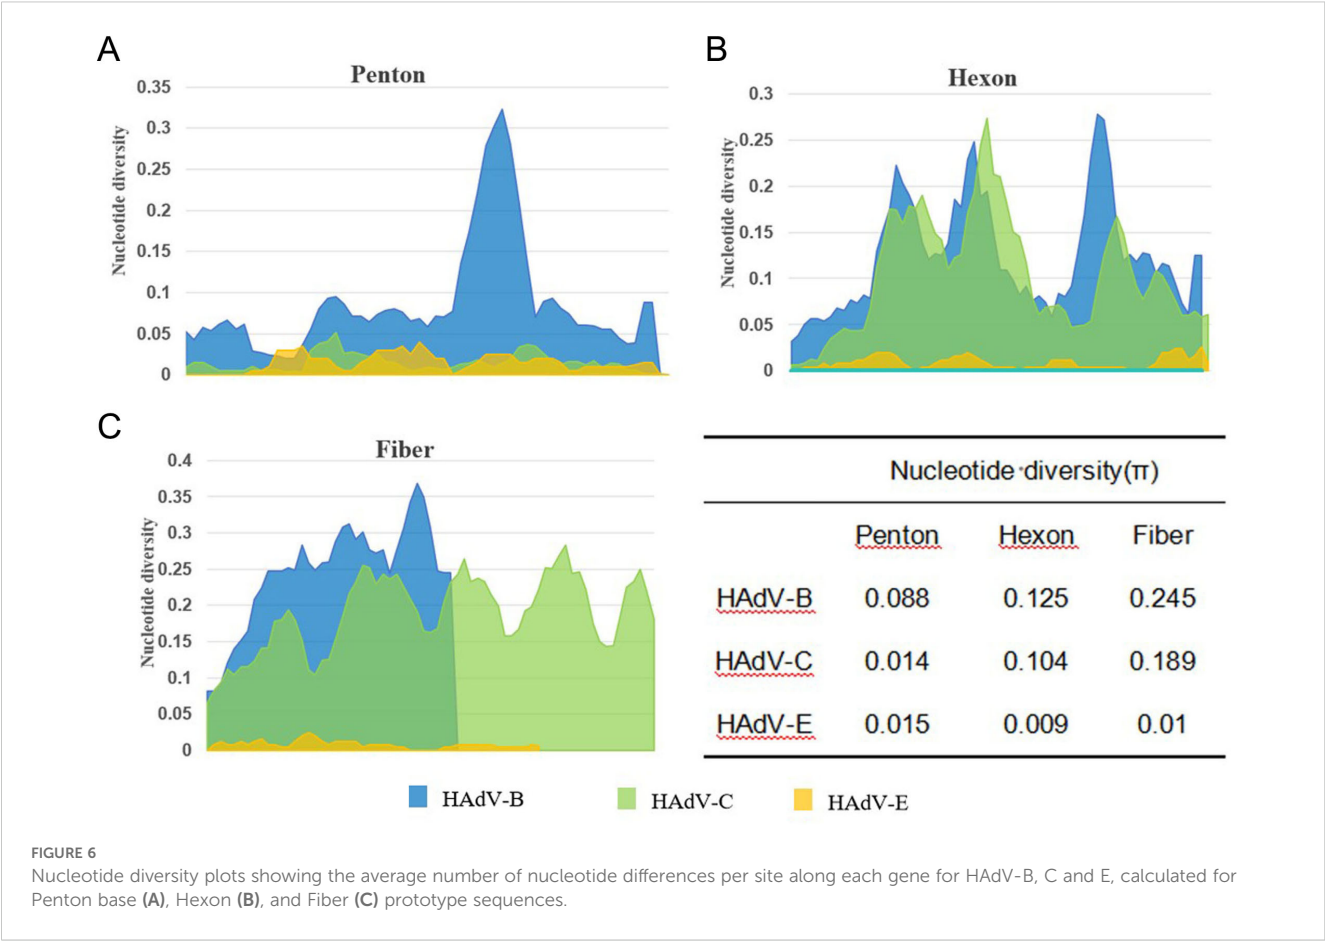 A
Penton
Nucleotide diversity
0.35
0.3
0.25
0.2
0.15
0.1
0.05
0
B
Hexon
Nucleotide diversity
0.3
0.25
0.2
0.15
0.1
0.05
0
C
Fiber
Nucleotide diversity
0.4
0.35
0.3
0.25
0.2
0.15
0.1
0.05
0
Nucleotide·diversity(π)
Penton Hexon Fiber
HAdV-B 0.088 0.125 0.245
HAdV-C 0.014 0.104 0.189
HAdV-E 0.015 0.009 0.01
HAdV-B HAdV-C HAdV-E
FIGURE 6
Nucleotide diversity plots showing the average number of nucleotide differences per site along each gene for HAdV-B, C and E, calculated for
Penton base (A), Hexon (B), and Fiber (C) prototype sequences.